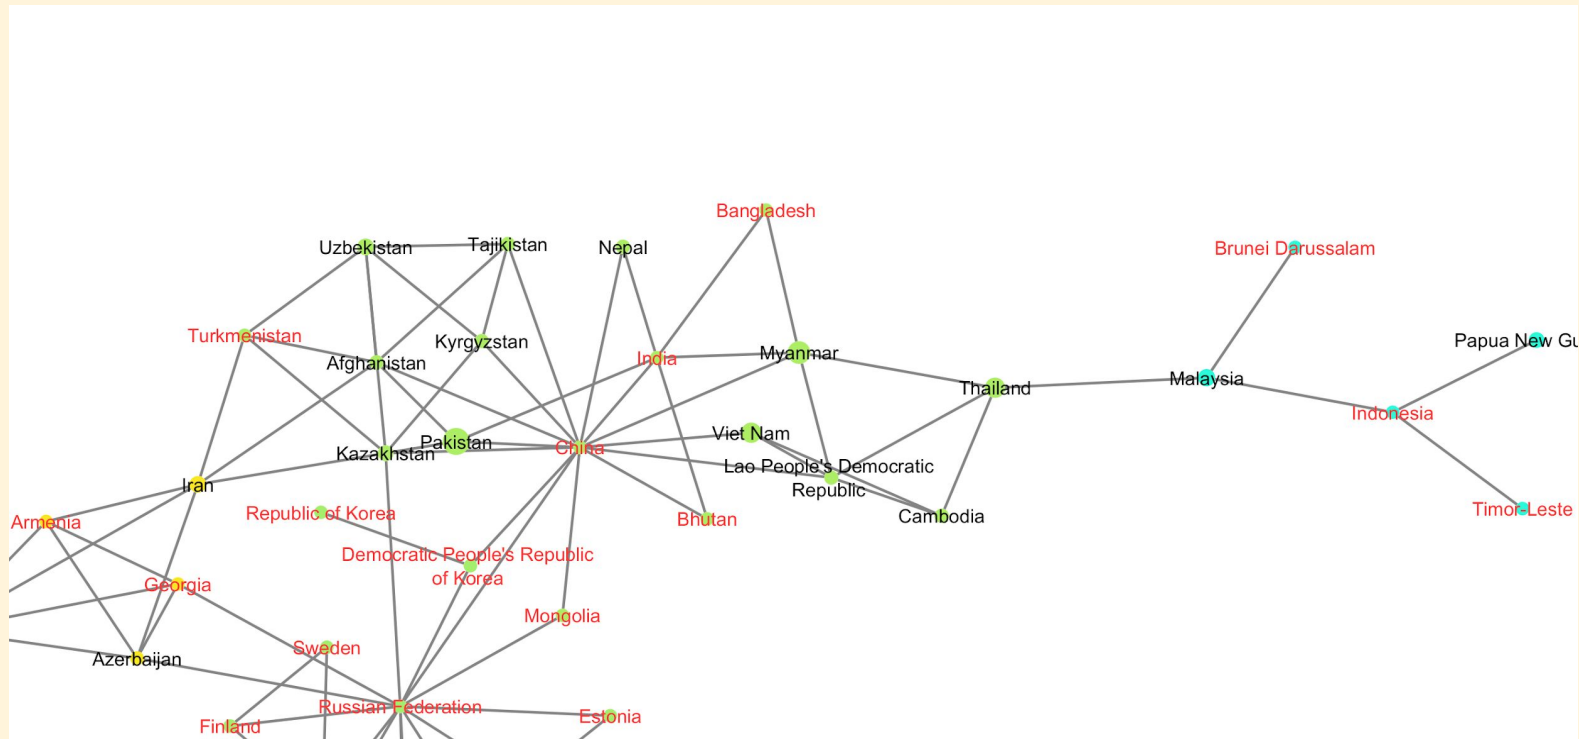 Bangladesh
Uzbekistan
Tajikistan
Nepal
Brunei Darussalam
Turkmenistan
Kyrgyzstan
Papua New Gu
Afghanistan
India
Myanmar
Malaysia
Thailand
Indonesia
Viet Nam
Pakistan
China
Kazakhstan
Lao People's Democratic
Republic
Iran
Timor-Leste
Republic of Korea
Armenia
Bhutan
Cambodia
Democratic People's Republic
of Korea
Georgia
Mongolia
Sweden
Azerbaijan
Russian Federation
Estonia
Finland